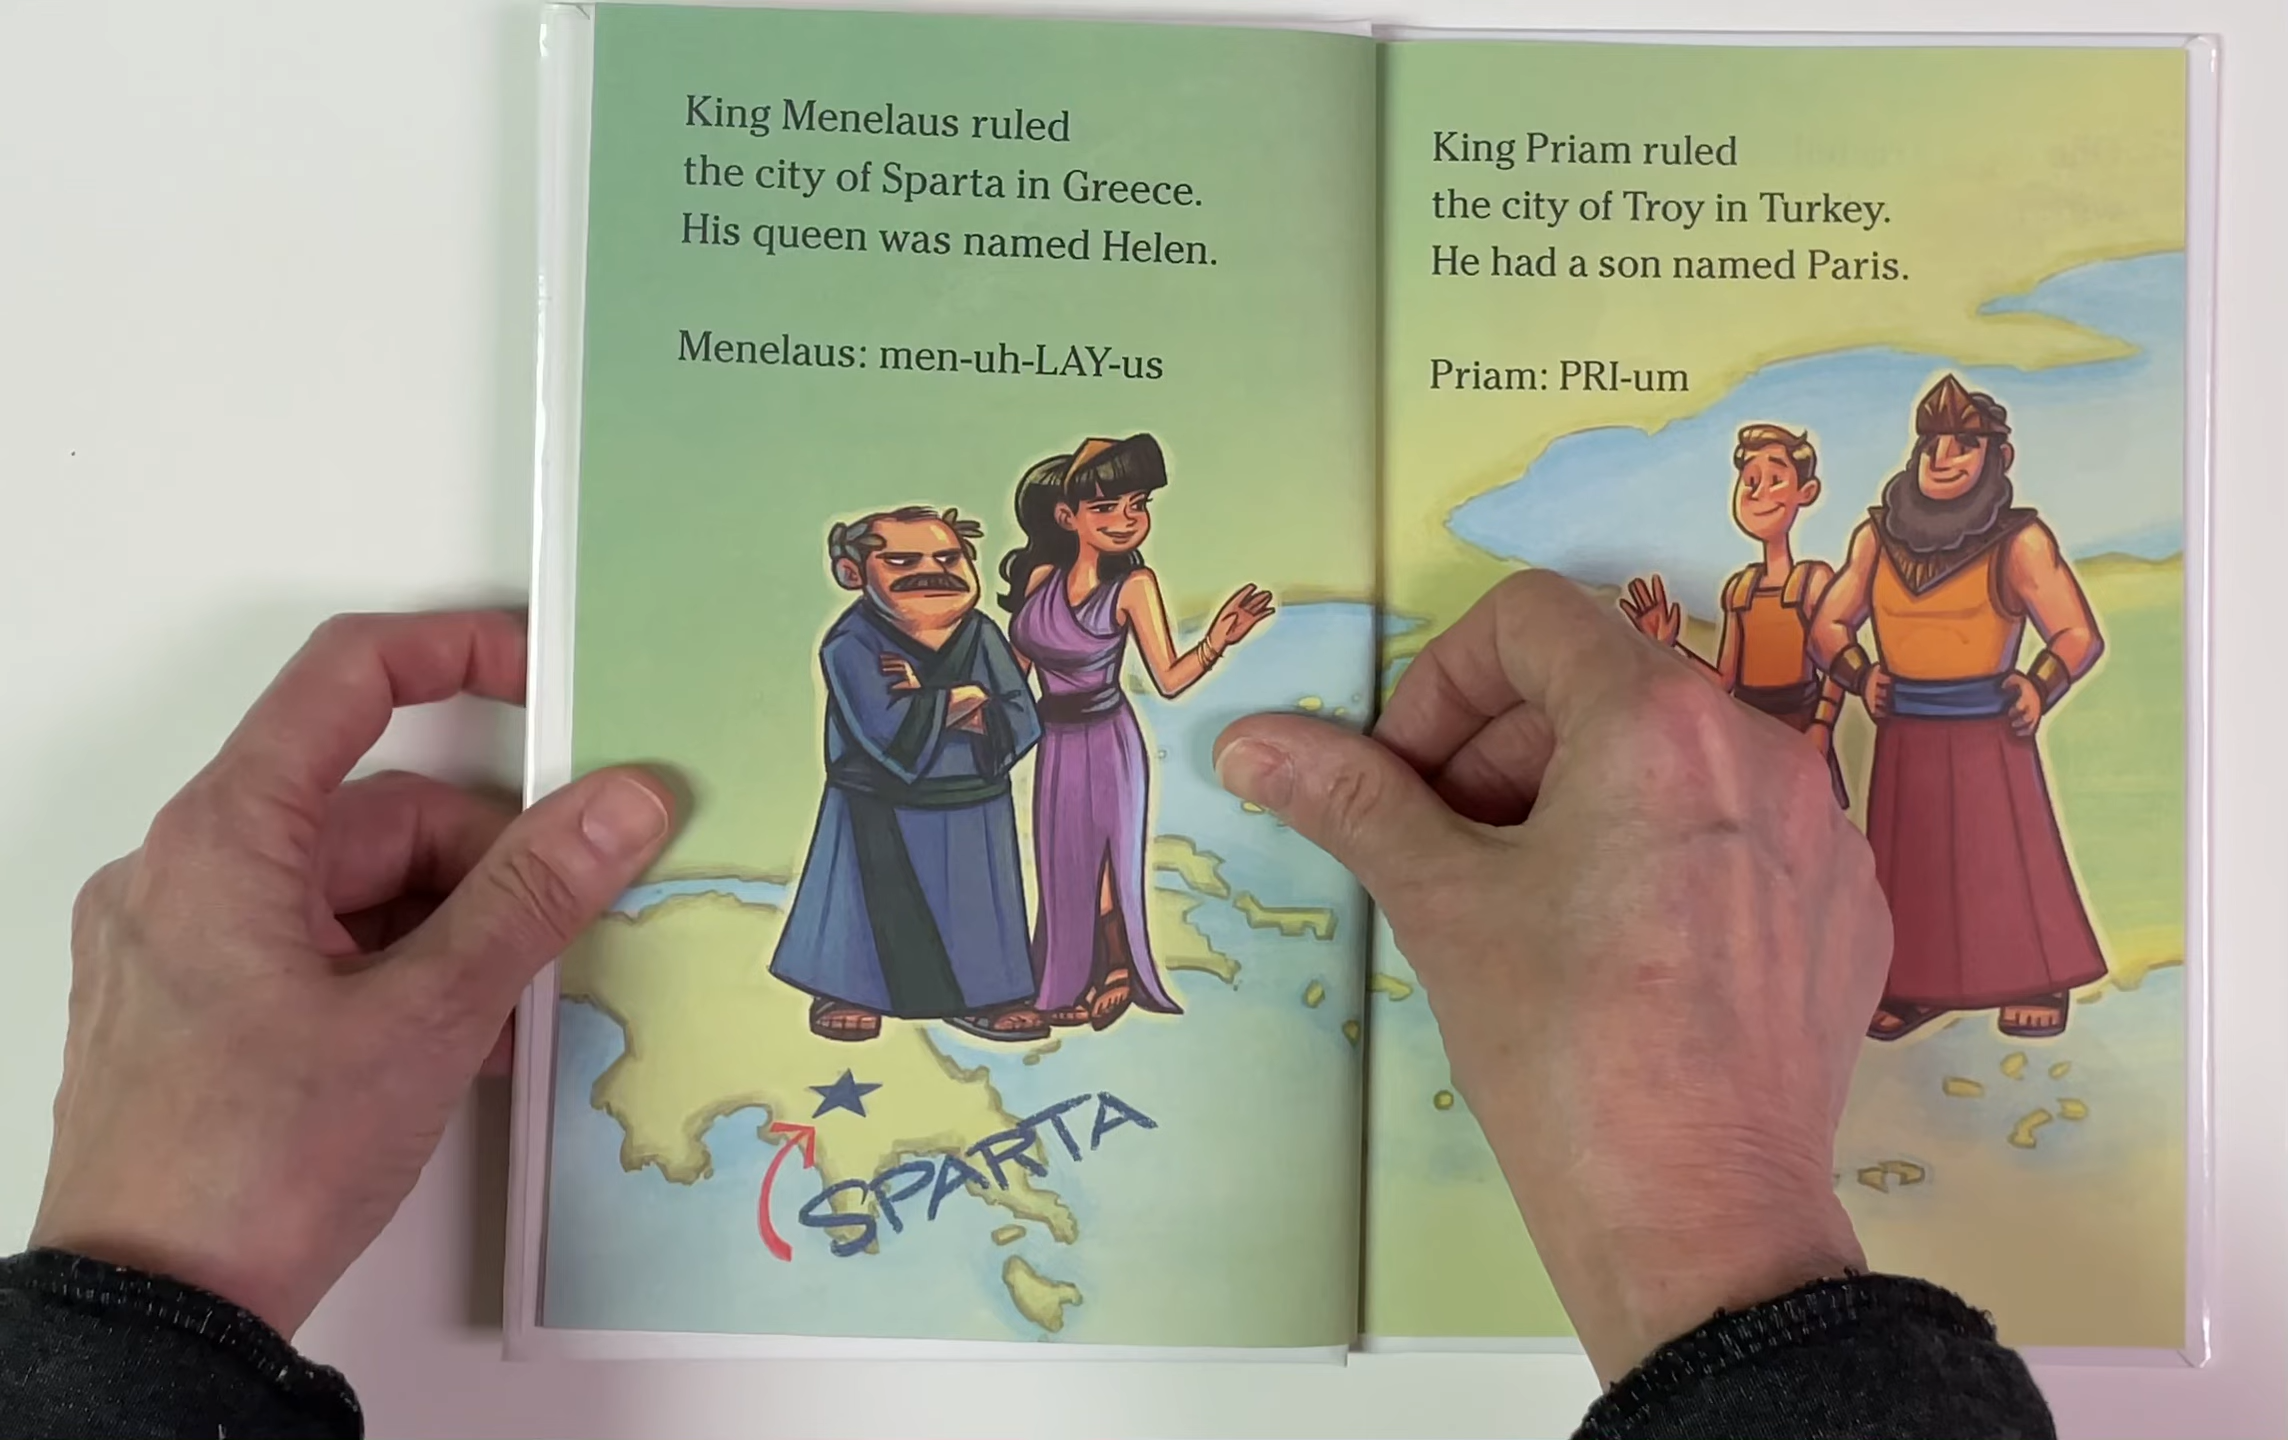 King Menelaus ruled
the city of Sparta in Greece.
His queen was named Helen.
Menelaus: men-uh-LAY-us
SPARTA
King Priam ruled
the city of Troy in Turkey.
He had a son named Paris.
Priam: PRI-um